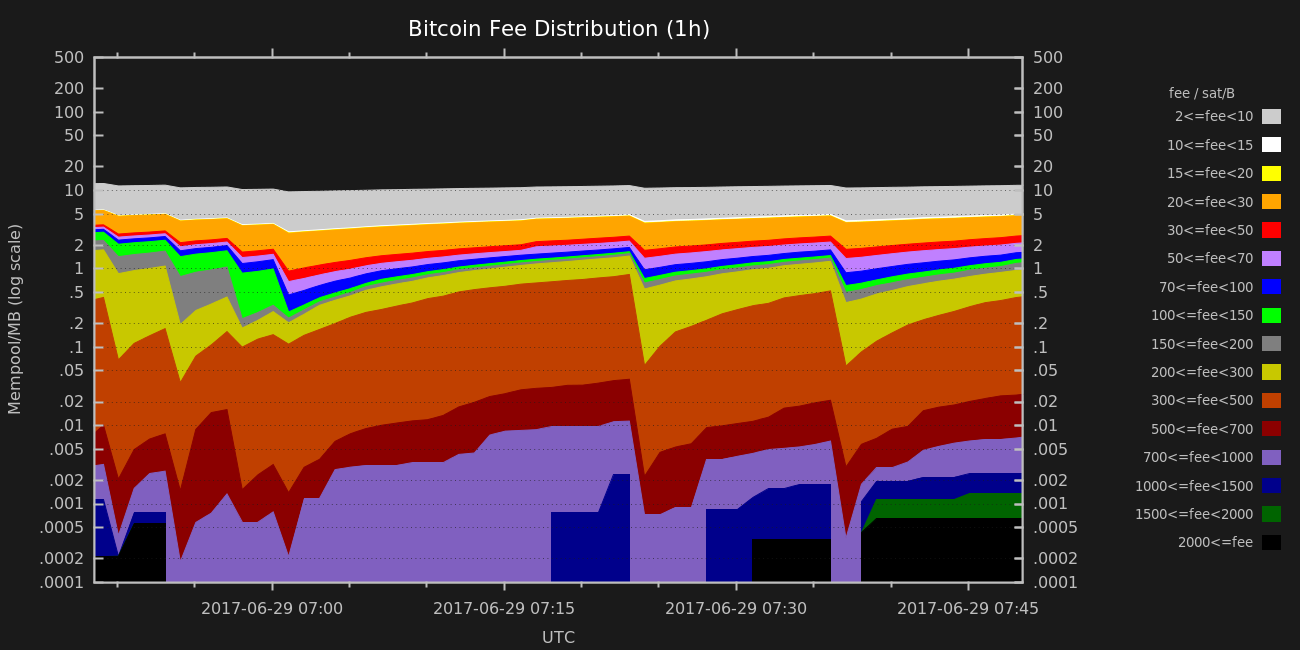 Bitcoin Fee Distribution (1h)
500
200
100
50
20
10
5
2
1
.5
.2
.1
.05
.02
.01
.005
.002
.001
.0005
.0002
.0001
Mempool/MB (log scale)
500
200
100
50
20
10
5
2
1
.5
.2
.1
.05
.02
.01
.005
.002
.001
.0005
.0002
.0001
2017-06-29 07:00
2017-06-29 07:15
2017-06-29 07:30
2017-06-29 07:45
UTC
fee / sat/B
2<=fee<10
10<=fee<15
15<=fee<20
20<=fee<30
30<=fee<50
50<=fee<70
70<=fee<100
100<=fee<150
150<=fee<200
200<=fee<300
300<=fee<500
500<=fee<700
700<=fee<1000
1000<=fee<1500
1500<=fee<2000
2000<=fee